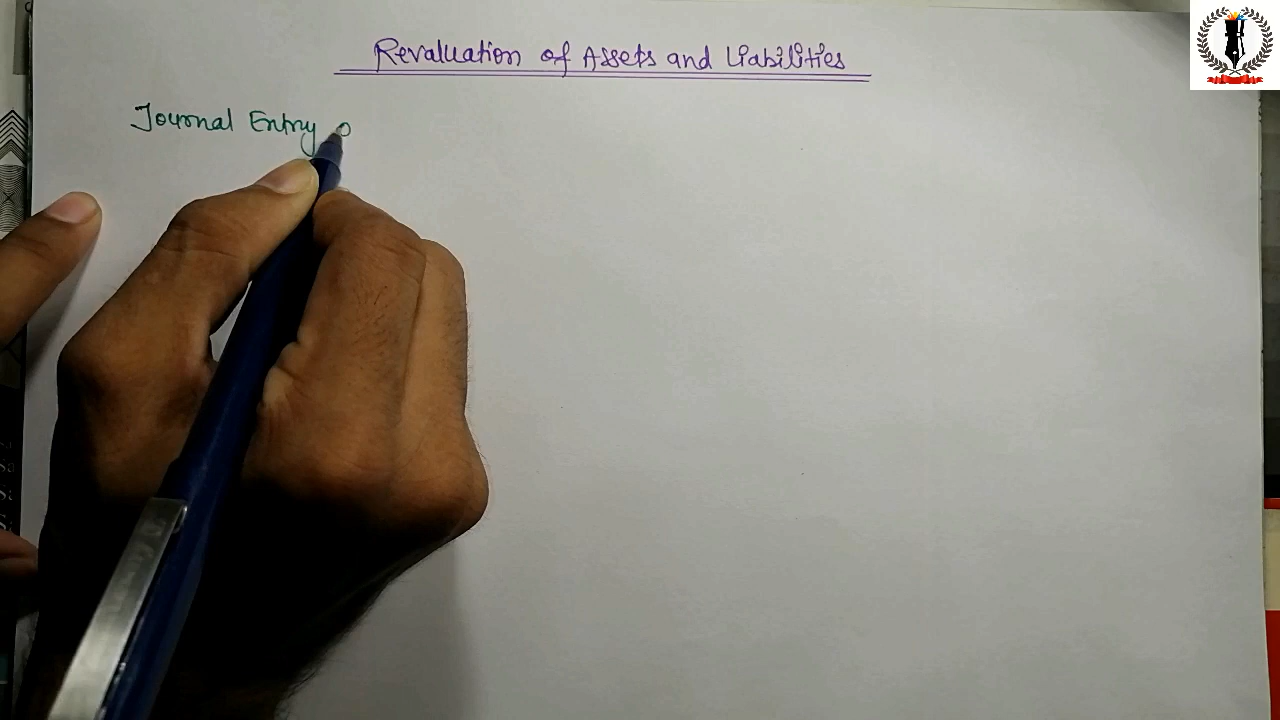 Revaluation of Assets and Liabilities
Journal Entry o